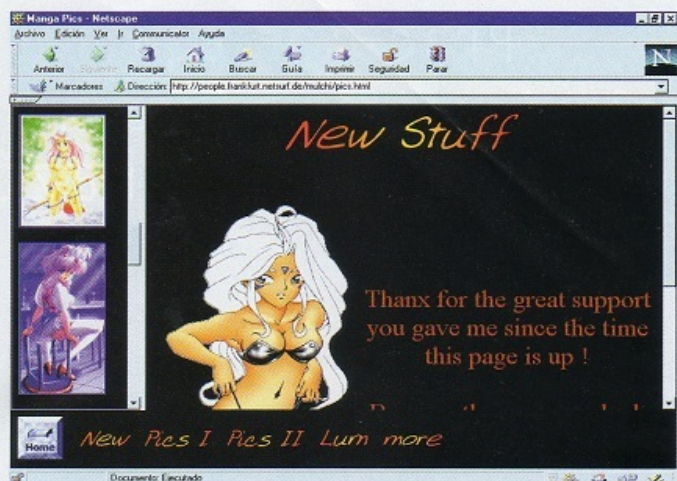 Manga Pics - Netscape
Archivo Edición Ver Ir Communicator Ayuda
Anterior Siguiente Recargar Inicio Buscar Guía Imprimir Seguridad Parar
N
Marcadores Dirección: http://people.frankfurt.netsurf.de/mulchi/pics.html
New Stuff
Thanx for the great support
you gave me since the time
this page is up !
Home
New Pics I Pics II Lum more
Documento: Ejecutado